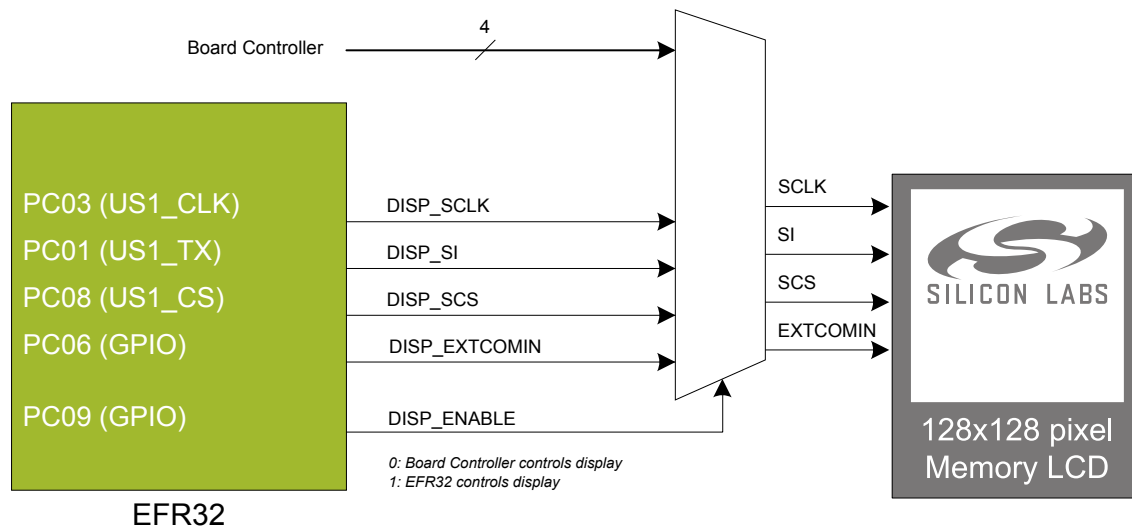 4
Board Controller
PC03 (US1_CLK)
DISP_SCLK
SCLK
PC01 (US1_TX)
DISP_SI
SI
PC08 (US1_CS)
DISP_SCS
SCS
PC06 (GPIO)
DISP_EXTCOMIN
EXTCOMIN
PC09 (GPIO)
DISP_ENABLE
0: Board Controller controls display
1: EFR32 controls display
EFR32
SILICON LABS
128x128 pixel
Memory LCD